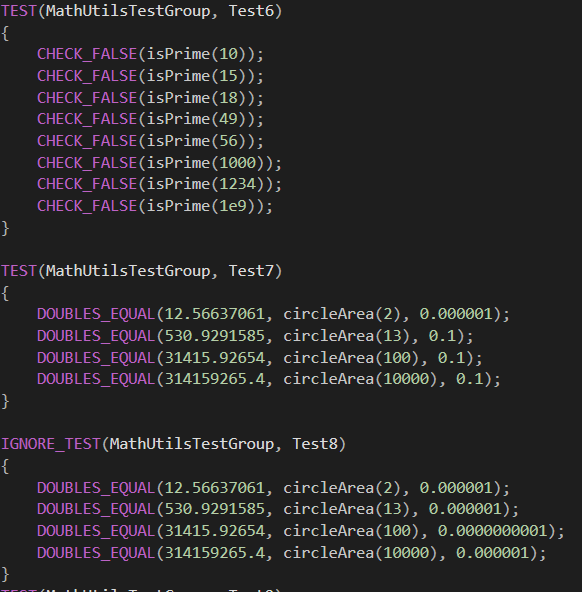 TEST(MathUtilsTestGroup, Test6)
{
    CHECK_FALSE(isPrime(10));
    CHECK_FALSE(isPrime(15));
    CHECK_FALSE(isPrime(18));
    CHECK_FALSE(isPrime(49));
    CHECK_FALSE(isPrime(56));
    CHECK_FALSE(isPrime(1000));
    CHECK_FALSE(isPrime(1234));
    CHECK_FALSE(isPrime(1e9));
}

TEST(MathUtilsTestGroup, Test7)
{
    DOUBLES_EQUAL(12.56637061, circleArea(2), 0.000001);
    DOUBLES_EQUAL(530.9291585, circleArea(13), 0.1);
    DOUBLES_EQUAL(31415.92654, circleArea(100), 0.1);
    DOUBLES_EQUAL(314159265.4, circleArea(10000), 0.1);
}

IGNORE_TEST(MathUtilsTestGroup, Test8)
{
    DOUBLES_EQUAL(12.56637061, circleArea(2), 0.000001);
    DOUBLES_EQUAL(530.9291585, circleArea(13), 0.000001);
    DOUBLES_EQUAL(31415.92654, circleArea(100), 0.0000000001);
    DOUBLES_EQUAL(314159265.4, circleArea(10000), 0.000001);
}